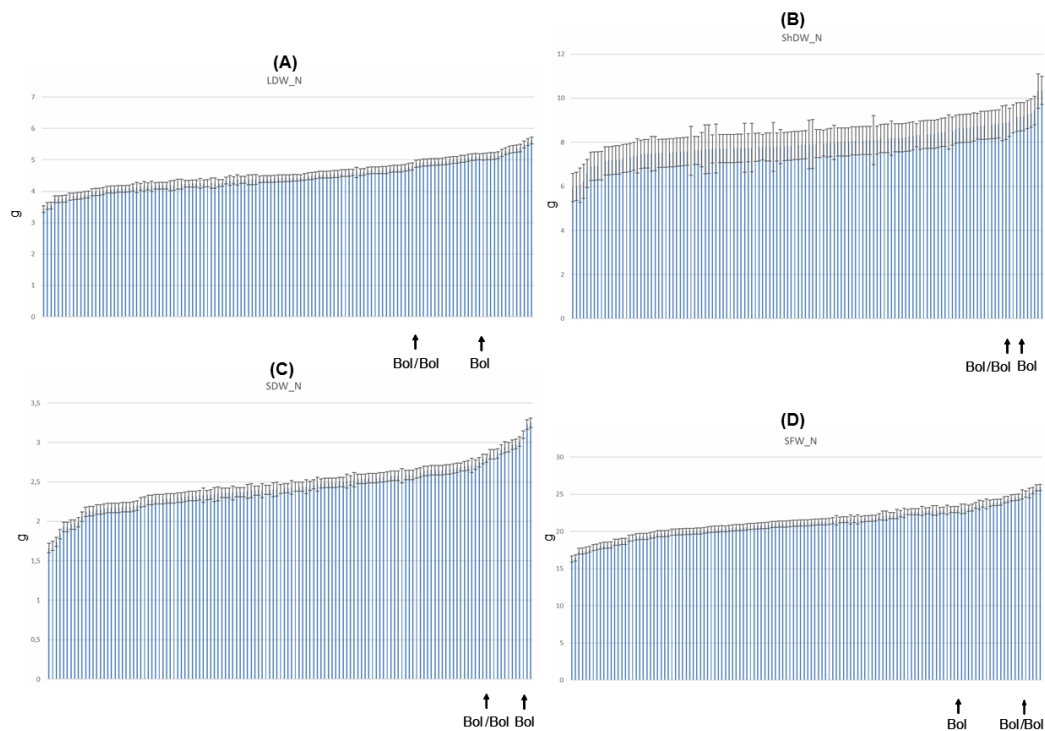 (A)
LDW_N
7
6
5
4
3
2
1
0
g
Bol/Bol Bol
(B)
ShDW_N
12
10
8
6
4
2
0
g
Bol/Bol Bol
(C)
SDW_N
3,5
3
2,5
2
1,5
1
0,5
0
g
Bol/Bol Bol
(D)
SFW_N
30
25
20
15
10
5
0
g
Bol Bol/Bol